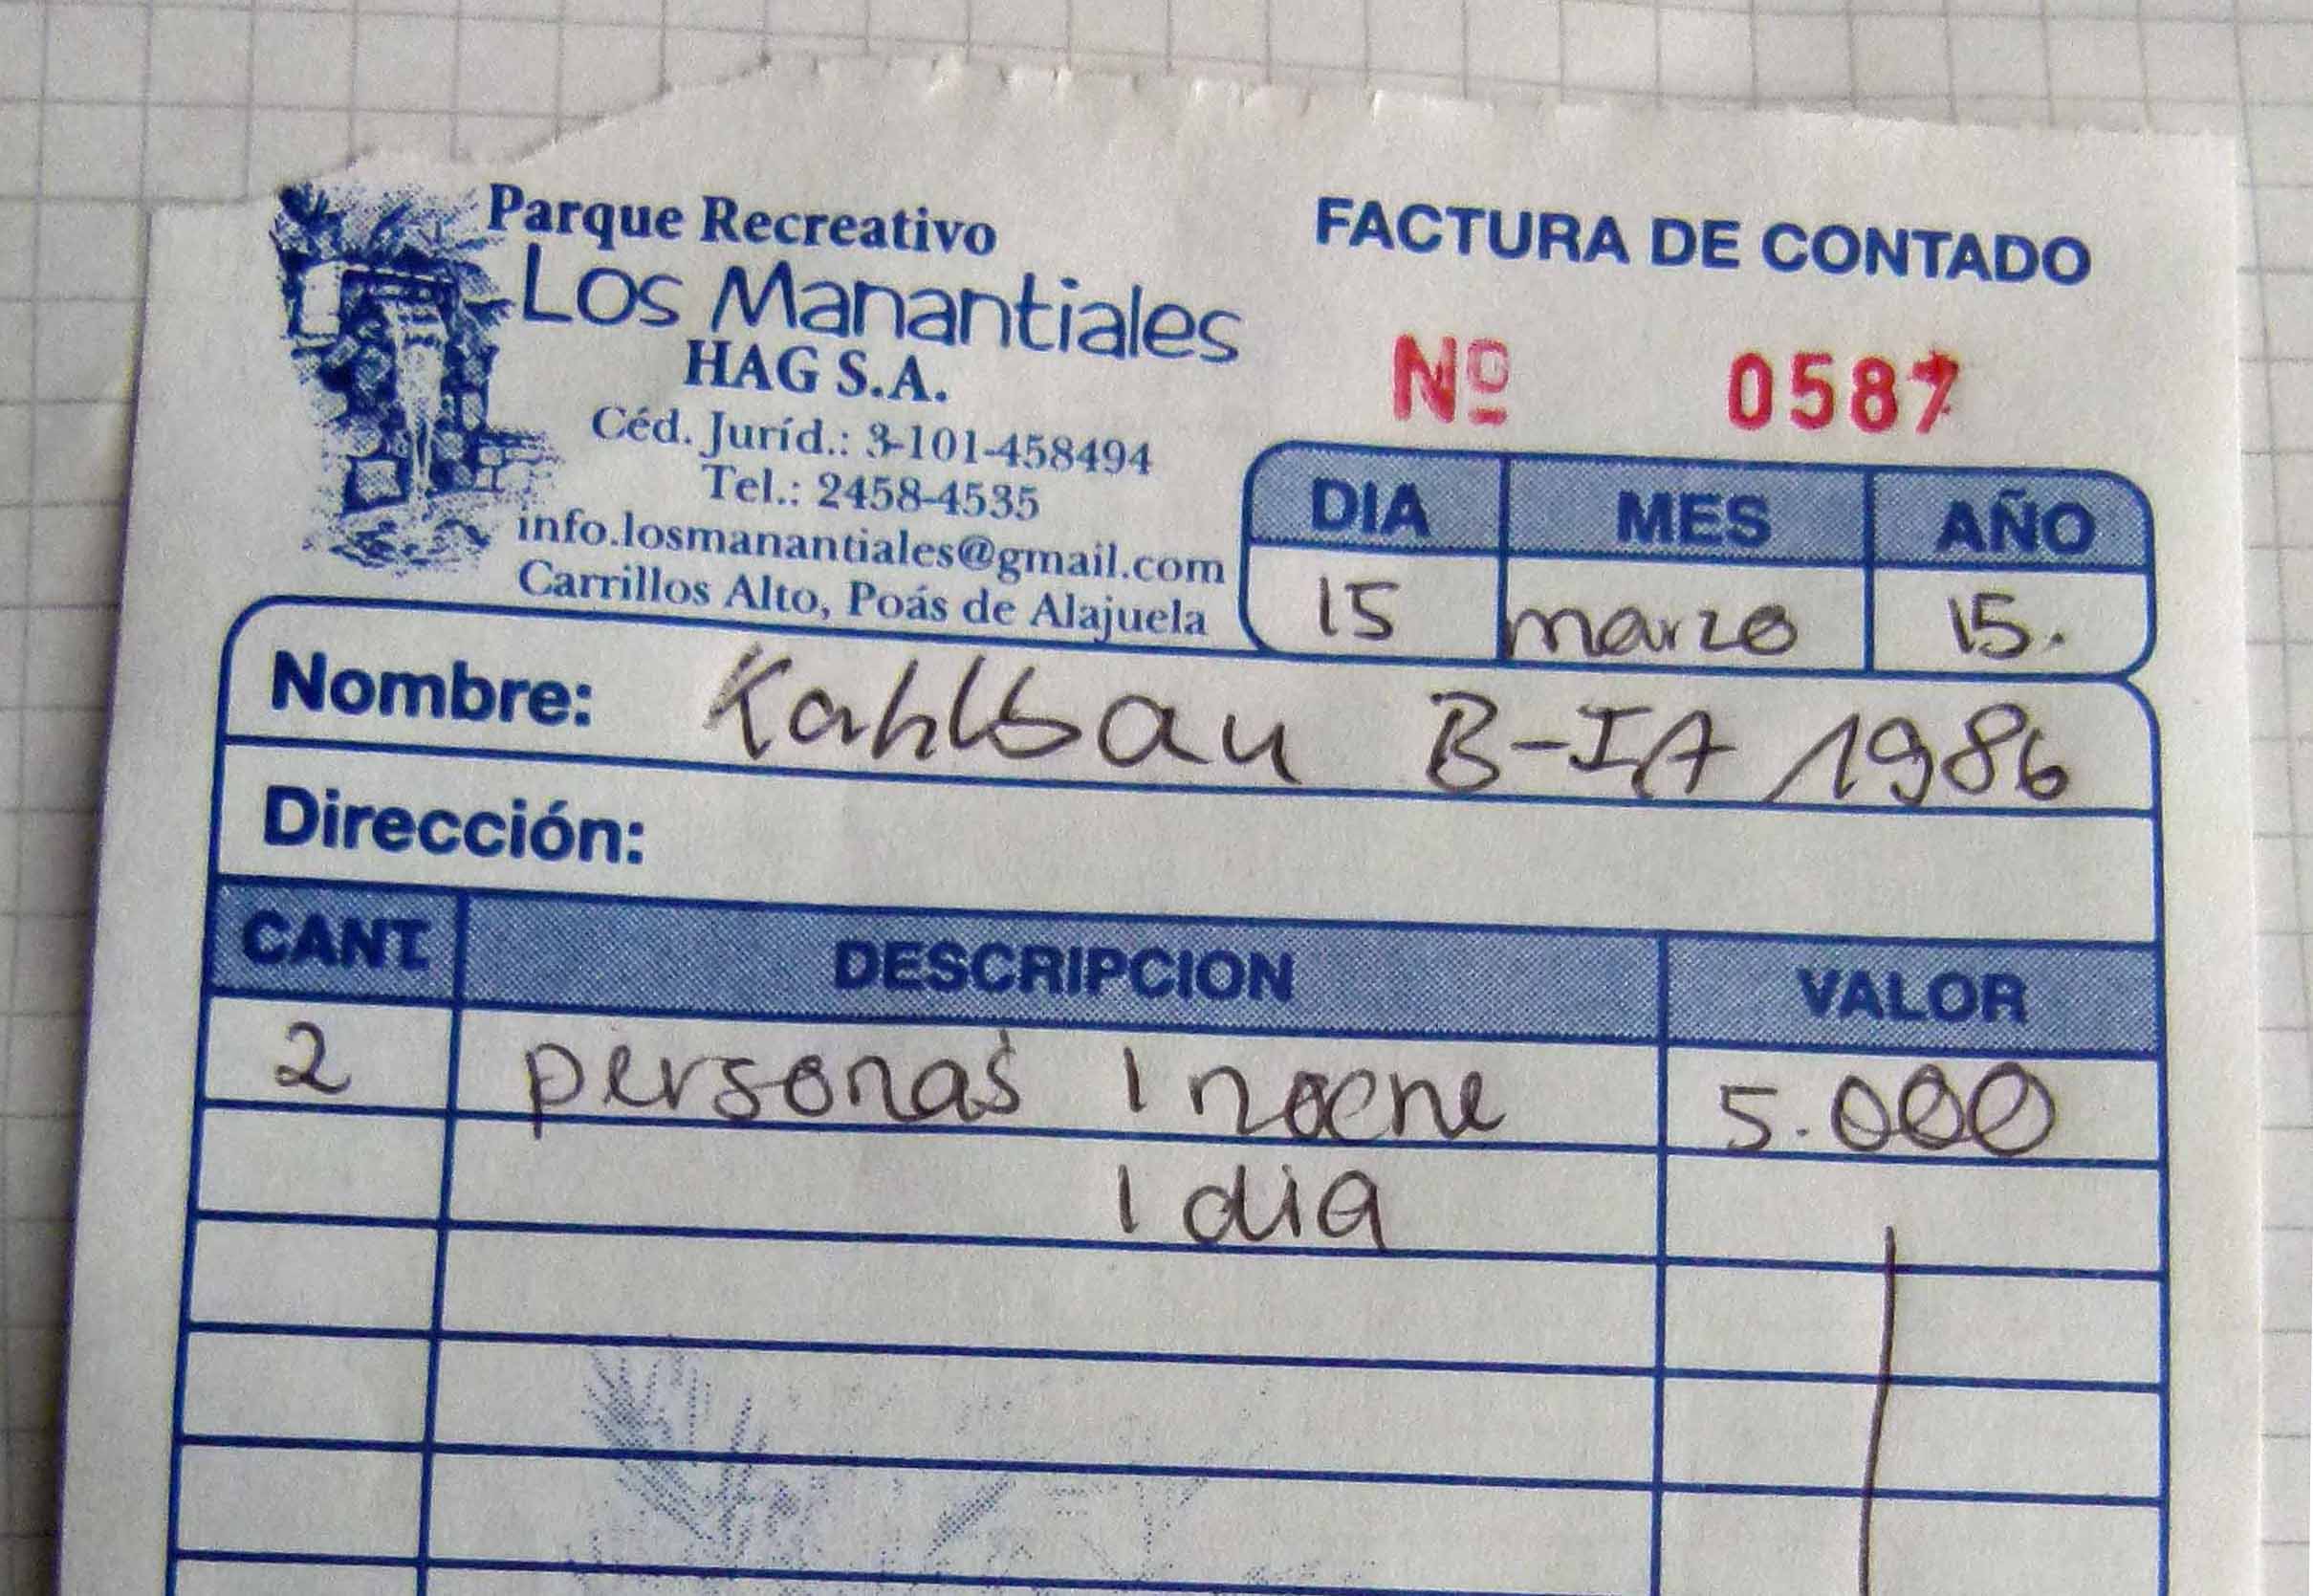 Parque Recreativo
Los Manantiales
HAG S.A.
Céd. Juríd.: 3-101-458494
Tel.: 2458-4535
info.losmanantiales@gmail.com
Carrillos Alto, Poás de Alajuela
FACTURA DE CONTADO
Nº 0587
DIA MES AÑO
15 marzo 15.
Nombre: Kahlbau B-IA 1986
Dirección:
CANT. DESCRIPCION VALOR
2 personas 1 noche 5.000
1 dia